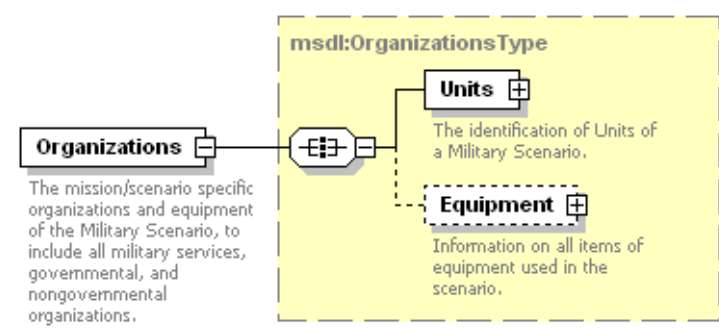 msdl:OrganizationsType
Units
The identification of Units of
a Military Scenario.
Organizations
The mission/scenario specific
organizations and equipment
of the Military Scenario, to
include all military services,
governmental, and
nongovernmental
organizations.
Equipment
Information on all items of
equipment used in the
scenario.